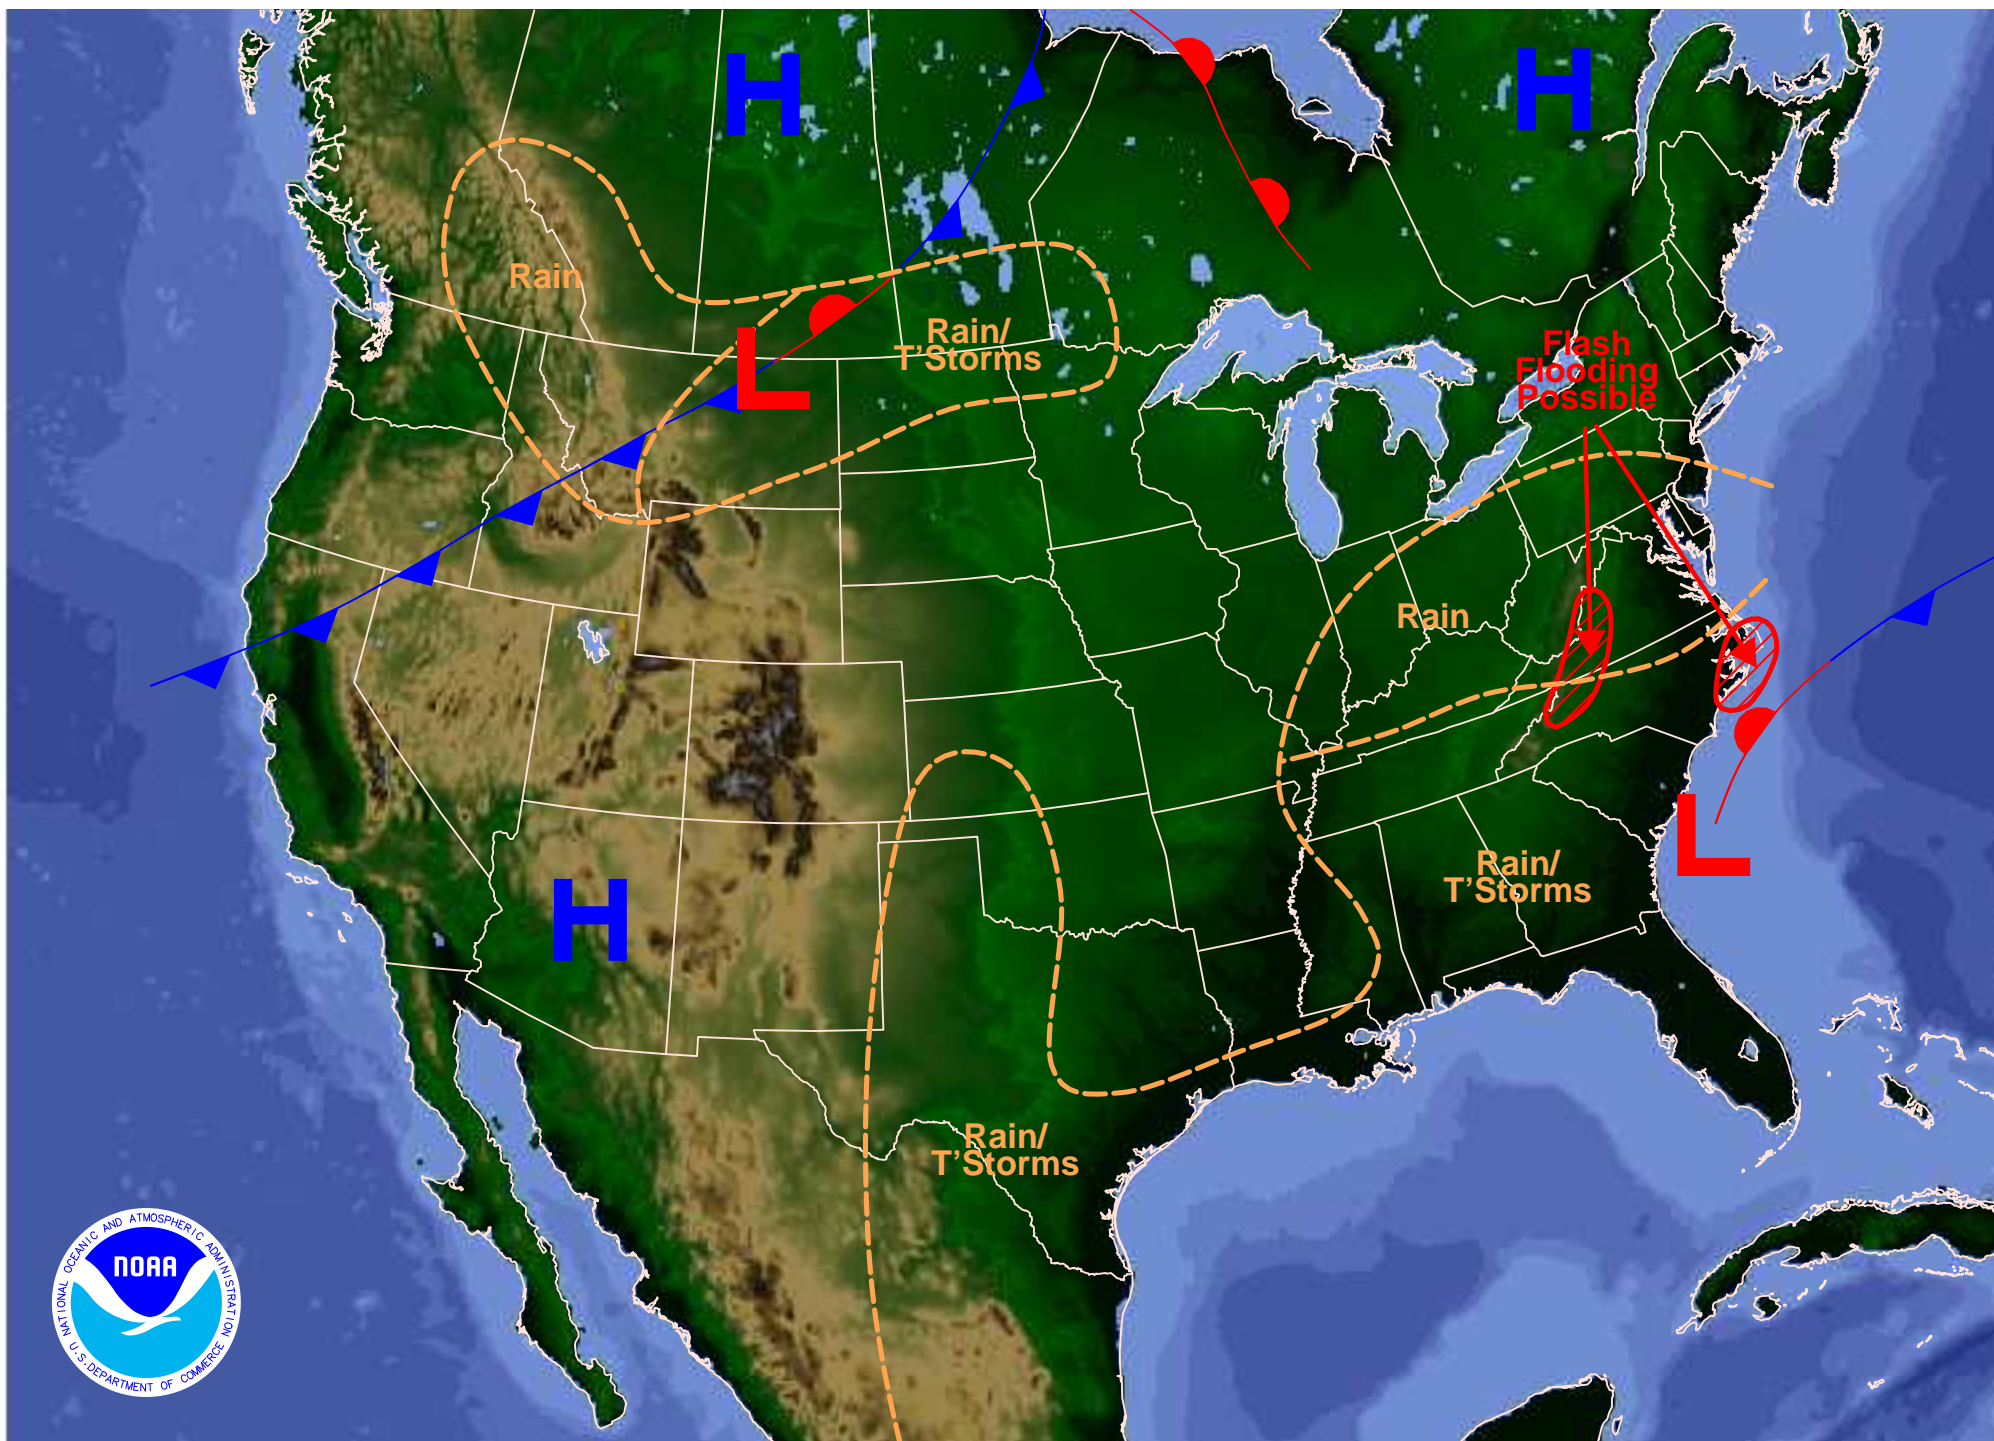 H
H
Rain
Rain/
T'Storms
L
Flash
Flooding
Possible
Rain
L
Rain/
T'Storms
H
Rain/
T'Storms
NATIONAL OCEANIC AND ATMOSPHERIC ADMINISTRATION
NOAA
U.S. DEPARTMENT OF COMMERCE